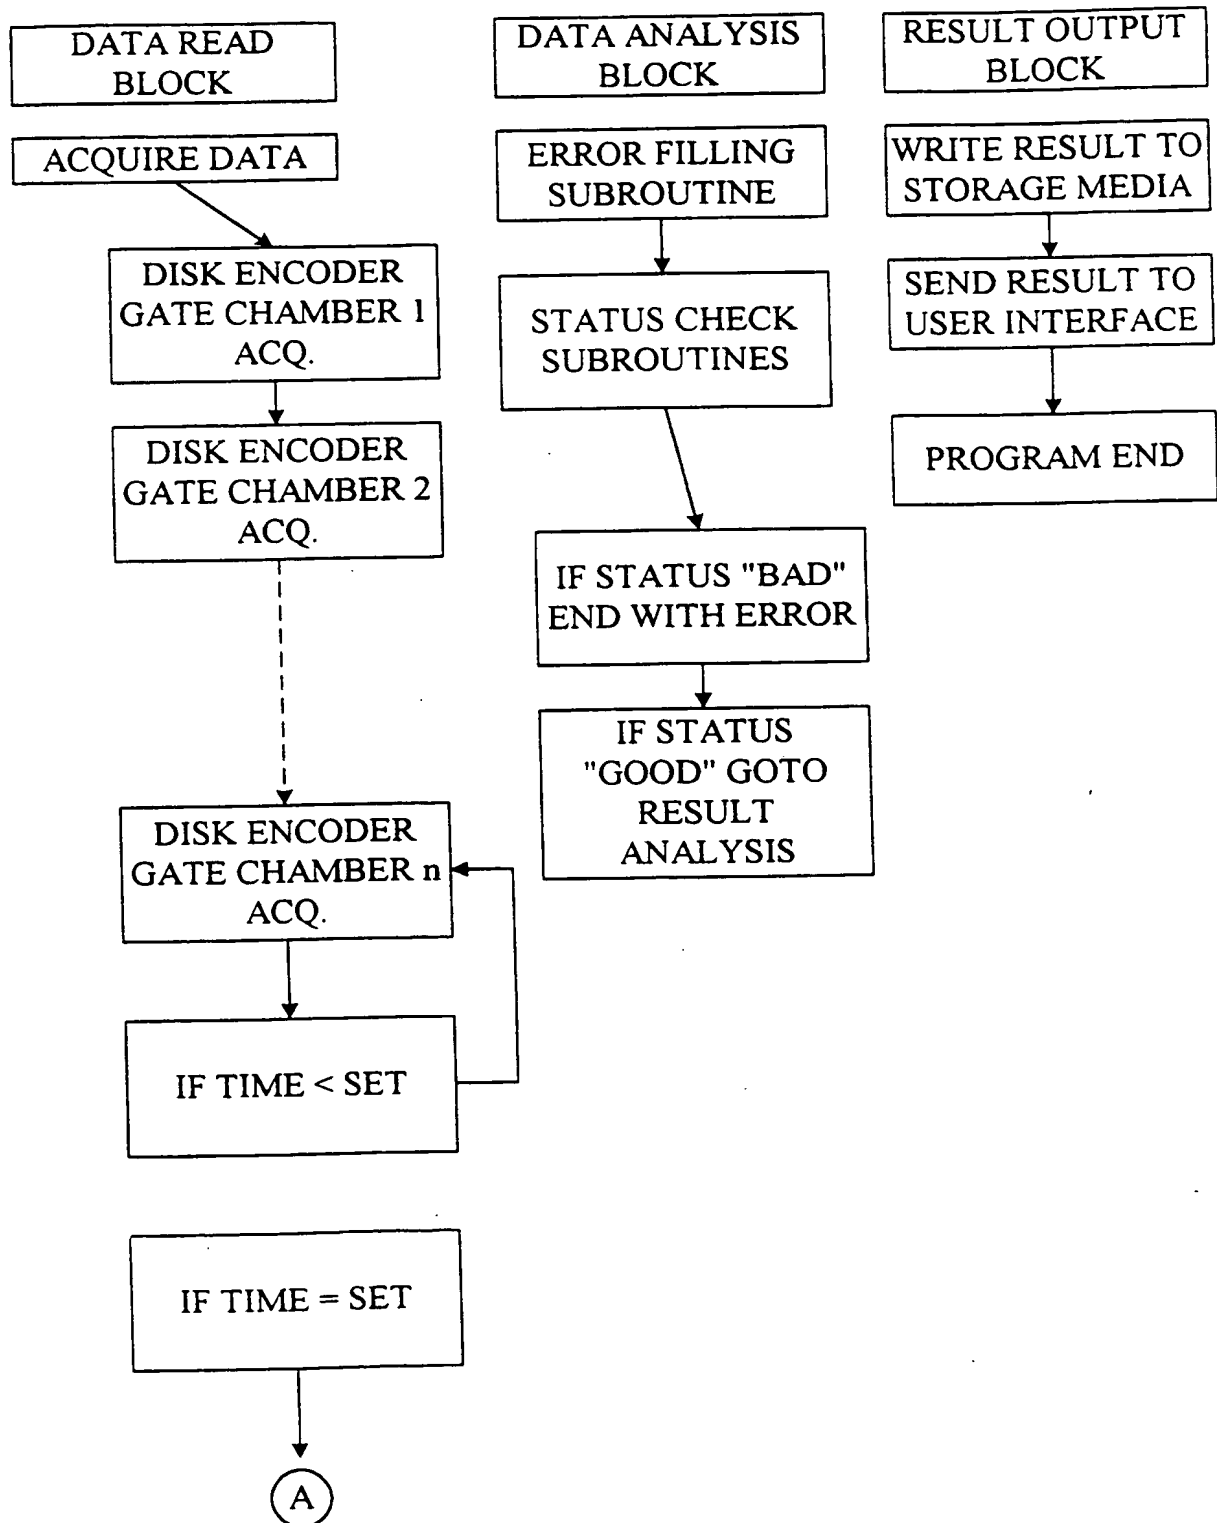 DATA READ
BLOCK
ACQUIRE DATA
DISK ENCODER
GATE CHAMBER 1
ACQ.
DISK ENCODER
GATE CHAMBER 2
ACQ.
DISK ENCODER
GATE CHAMBER n
ACQ.
IF TIME < SET
IF TIME = SET
A
DATA ANALYSIS
BLOCK
ERROR FILLING
SUBROUTINE
STATUS CHECK
SUBROUTINES
IF STATUS "BAD"
END WITH ERROR
IF STATUS
"GOOD" GOTO
RESULT
ANALYSIS
RESULT OUTPUT
BLOCK
WRITE RESULT TO
STORAGE MEDIA
SEND RESULT TO
USER INTERFACE
PROGRAM END